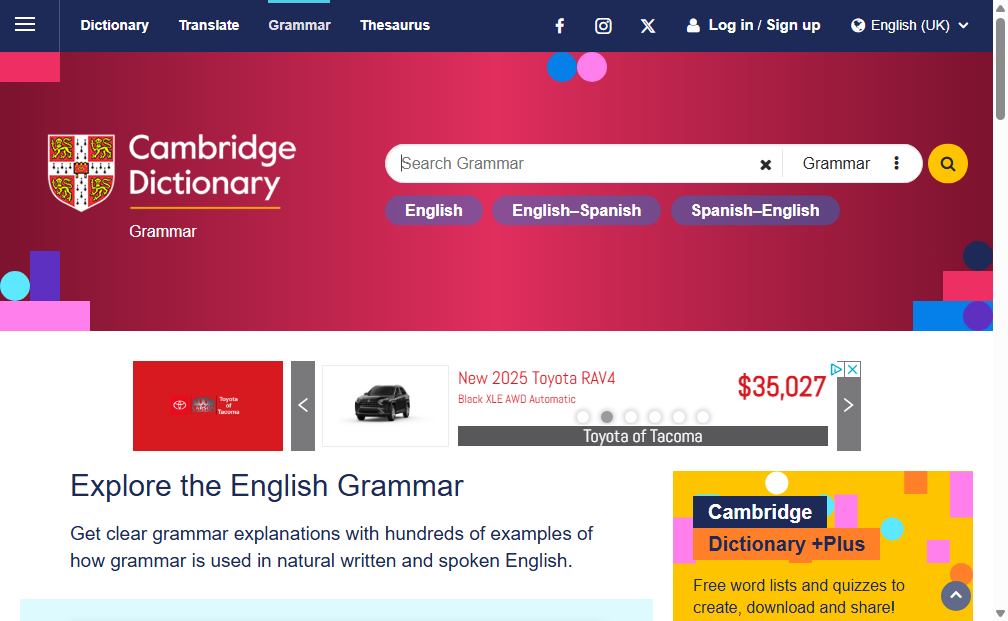 Dictionary Translate Grammar Thesaurus Log in / Sign up English (UK)
Cambridge
Dictionary
Grammar
Search Grammar Grammar
English English–Spanish Spanish–English
Toyota of Tacoma
New 2025 Toyota RAV4
Black XLE AWD Automatic
$35,027
Toyota of Tacoma
Explore the English Grammar
Get clear grammar explanations with hundreds of examples of
how grammar is used in natural written and spoken English.
Cambridge
Dictionary +Plus
Free word lists and quizzes to
create, download and share!